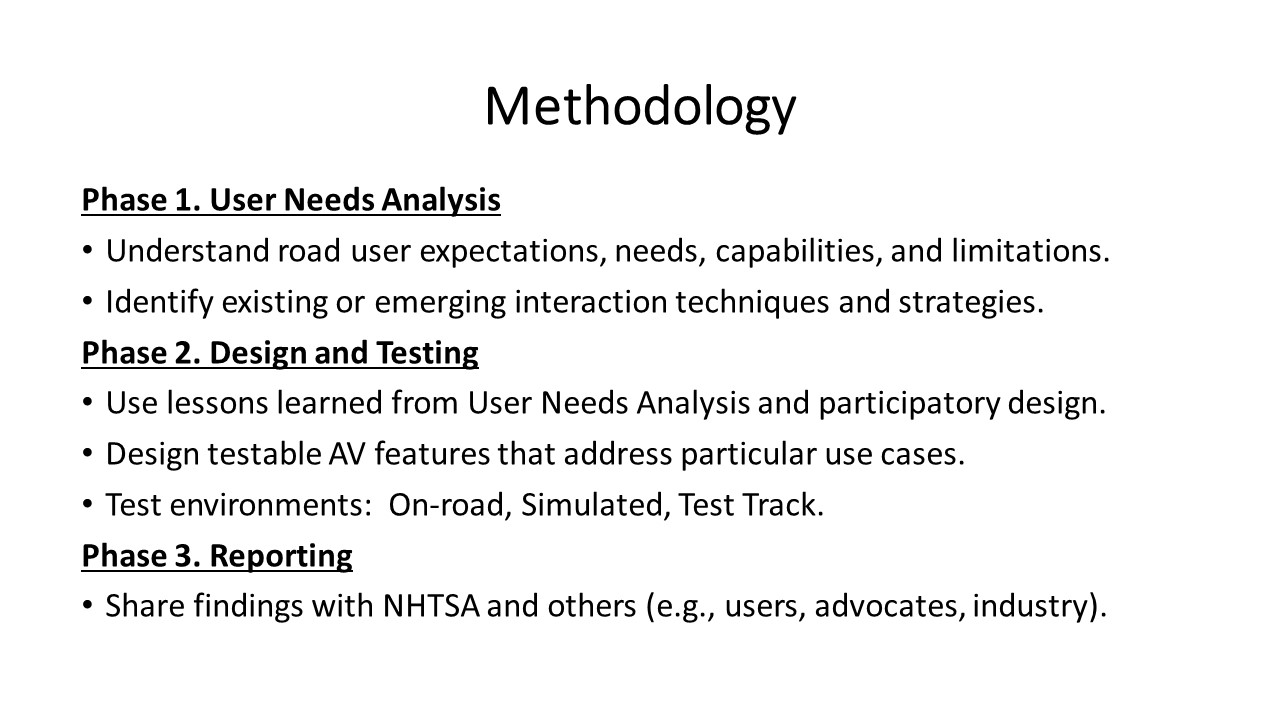 Methodology
Phase 1. User Needs Analysis
• Understand road user expectations, needs, capabilities, and limitations.
• Identify existing or emerging interaction techniques and strategies.
Phase 2. Design and Testing
• Use lessons learned from User Needs Analysis and participatory design.
• Design testable AV features that address particular use cases.
• Test environments:  On-road, Simulated, Test Track.
Phase 3. Reporting
• Share findings with NHTSA and others (e.g., users, advocates, industry).